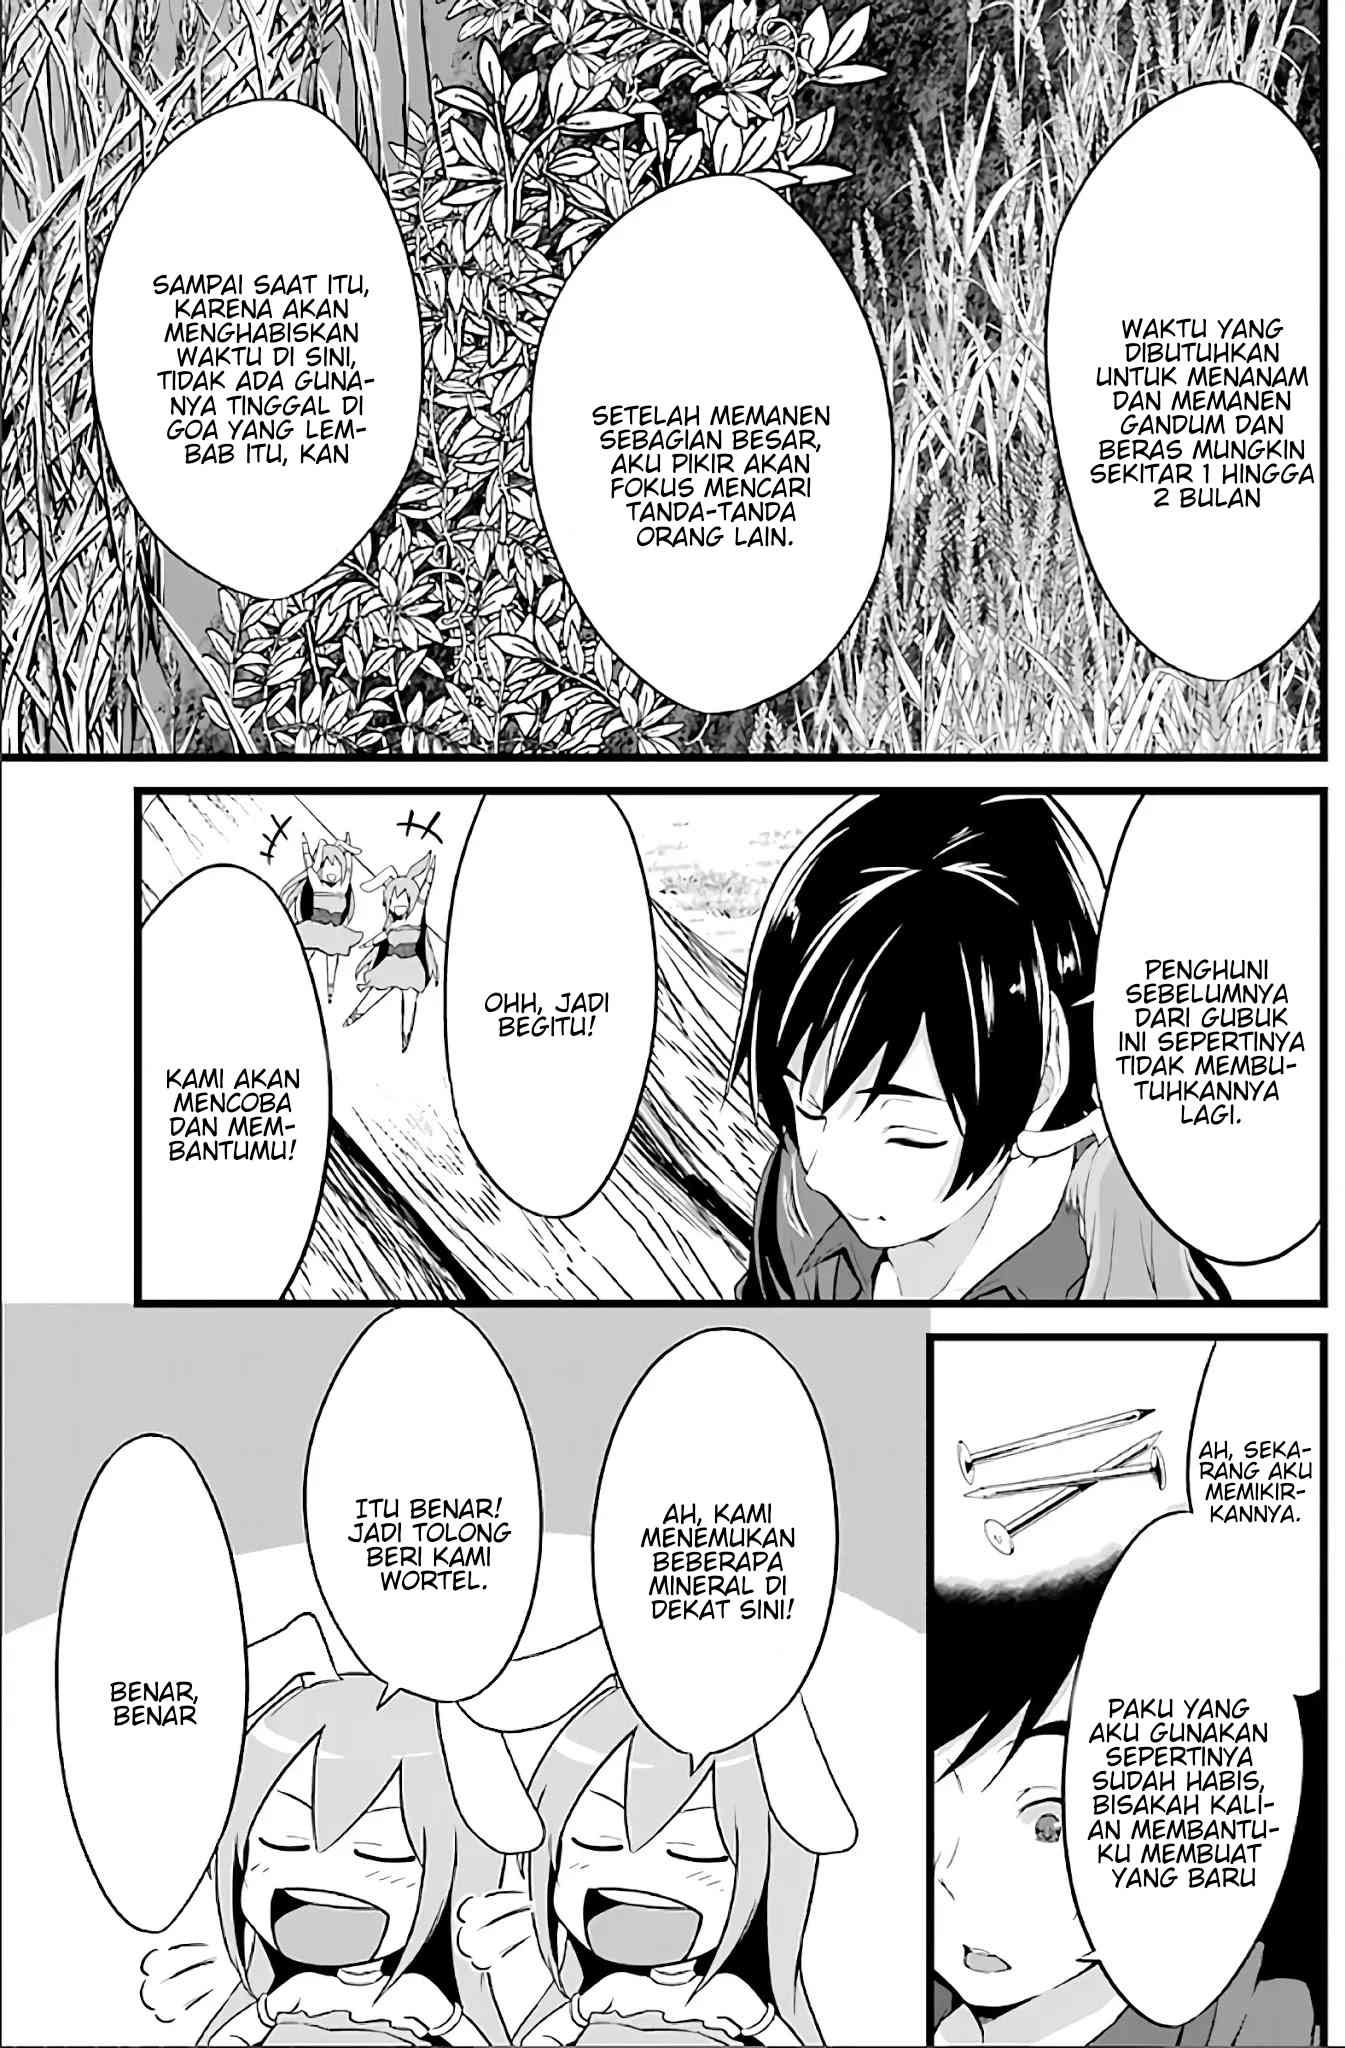 WAKTU YANG
DIBUTUHKAN
UNTUK MENANAM
DAN MEMANEN
GANDUM DAN
BERAS MUNGKIN
SEKITAR 1 HINGGA
2 BULAN
SETELAH MEMANEN
SEBAGIAN BESAR,
AKU PIKIR AKAN
FOKUS MENCARI
TANDA-TANDA
ORANG LAIN.
SAMPAI SAAT ITU,
KARENA AKAN
MENGHABISKAN
WAKTU DI SINI,
TIDAK ADA GUNA-
NYA TINGGAL DI
GOA YANG LEM-
BAB ITU, KAN
PENGHUNI
SEBELUMNYA
DARI GUBUK
INI SEPERTINYA
TIDAK MEMBU-
TUHKANNYA
LAGI.
OHH, JADI
BEGITU!
KAMI AKAN
MENCOBA
DAN MEM-
BANTUMU!
AH, SEKA-
RANG AKU
MEMIKIR-
KANNYA.
PAKU YANG
AKU GUNAKAN
SEPERTINYA
SUDAH HABIS,
BISAKAH KALI-
AN MEMBANTU-
KU MEMBUAT
YANG BARU
AH, KAMI
MENEMUKAN
BEBERAPA
MINERAL DI
DEKAT SINI!
ITU BENAR!
JADI TOLONG
BERI KAMI
WORTEL.
BENAR,
BENAR